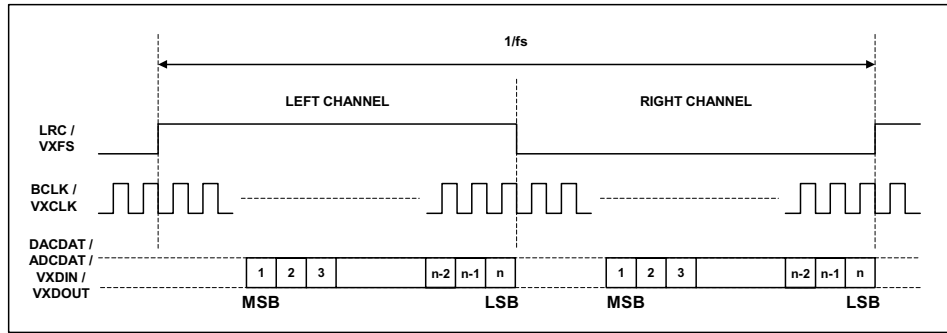 1/fs
LEFT CHANNEL RIGHT CHANNEL
LRC /
VXFS
BCLK /
VXCLK
DACDAT /
ADCDAT /
VXDIN /
VXDOUT
1 2 3 n-2 n-1 n 1 2 3 n-2 n-1 n
MSB LSB MSB LSB